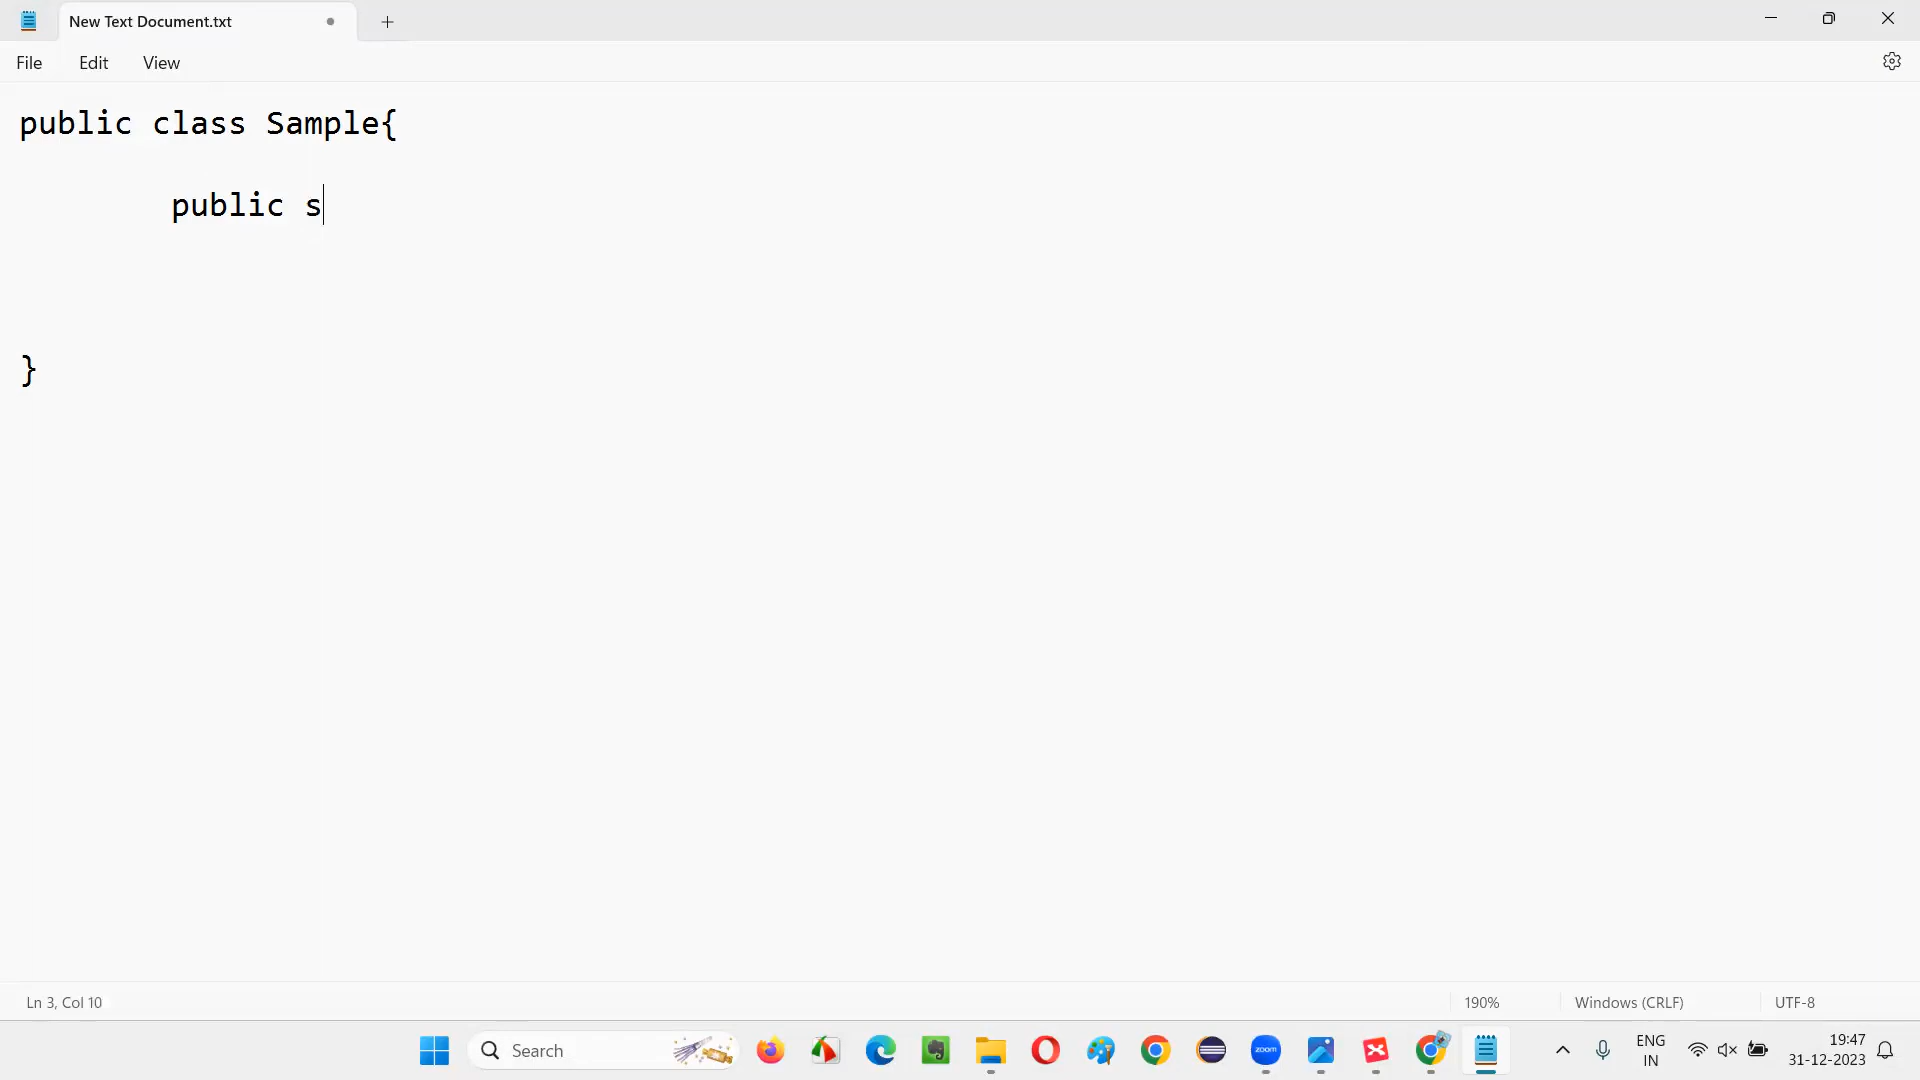 New Text Document.txt
File Edit View
public class Sample{
public s
}
Ln 3, Col 10
190%
Windows (CRLF)
UTF-8
Search
zoom
ENG
IN
19:47
31-12-2023